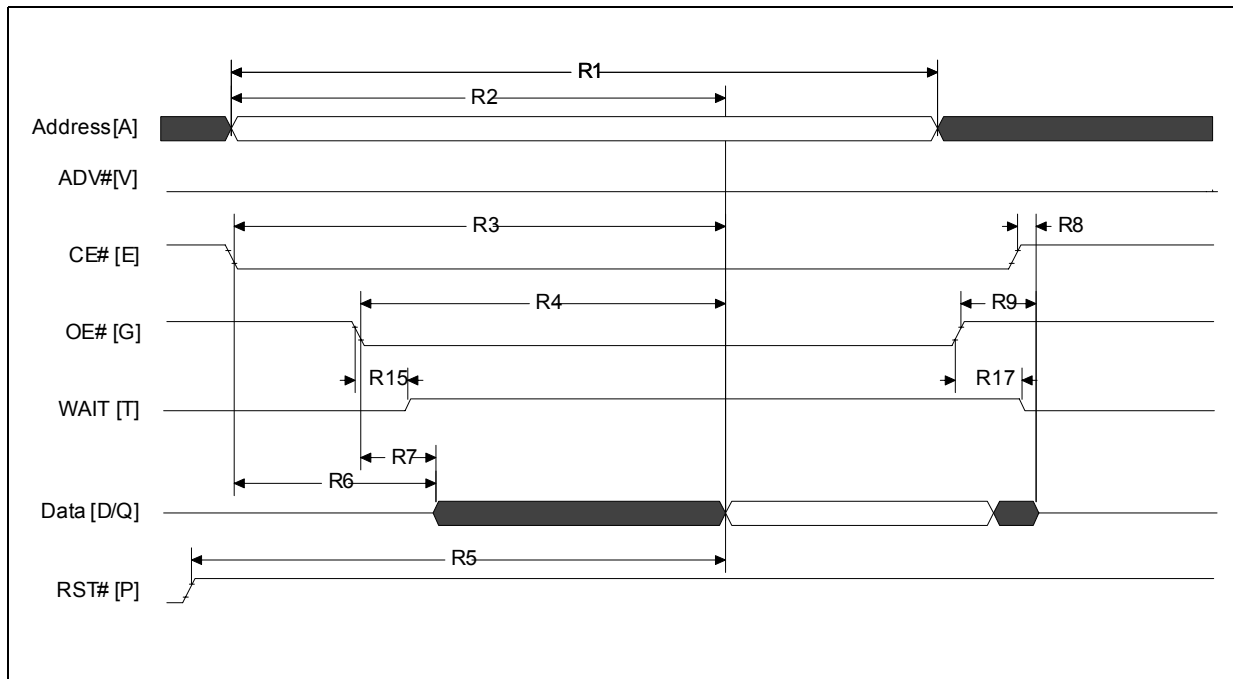 R1
R2
Address [A]
ADV# [V]
R3
R8
CE# [E]
R4
R9
OE# [G]
R15
R17
WAIT [T]
R7
R6
Data [D/Q]
R5
RST# [P]